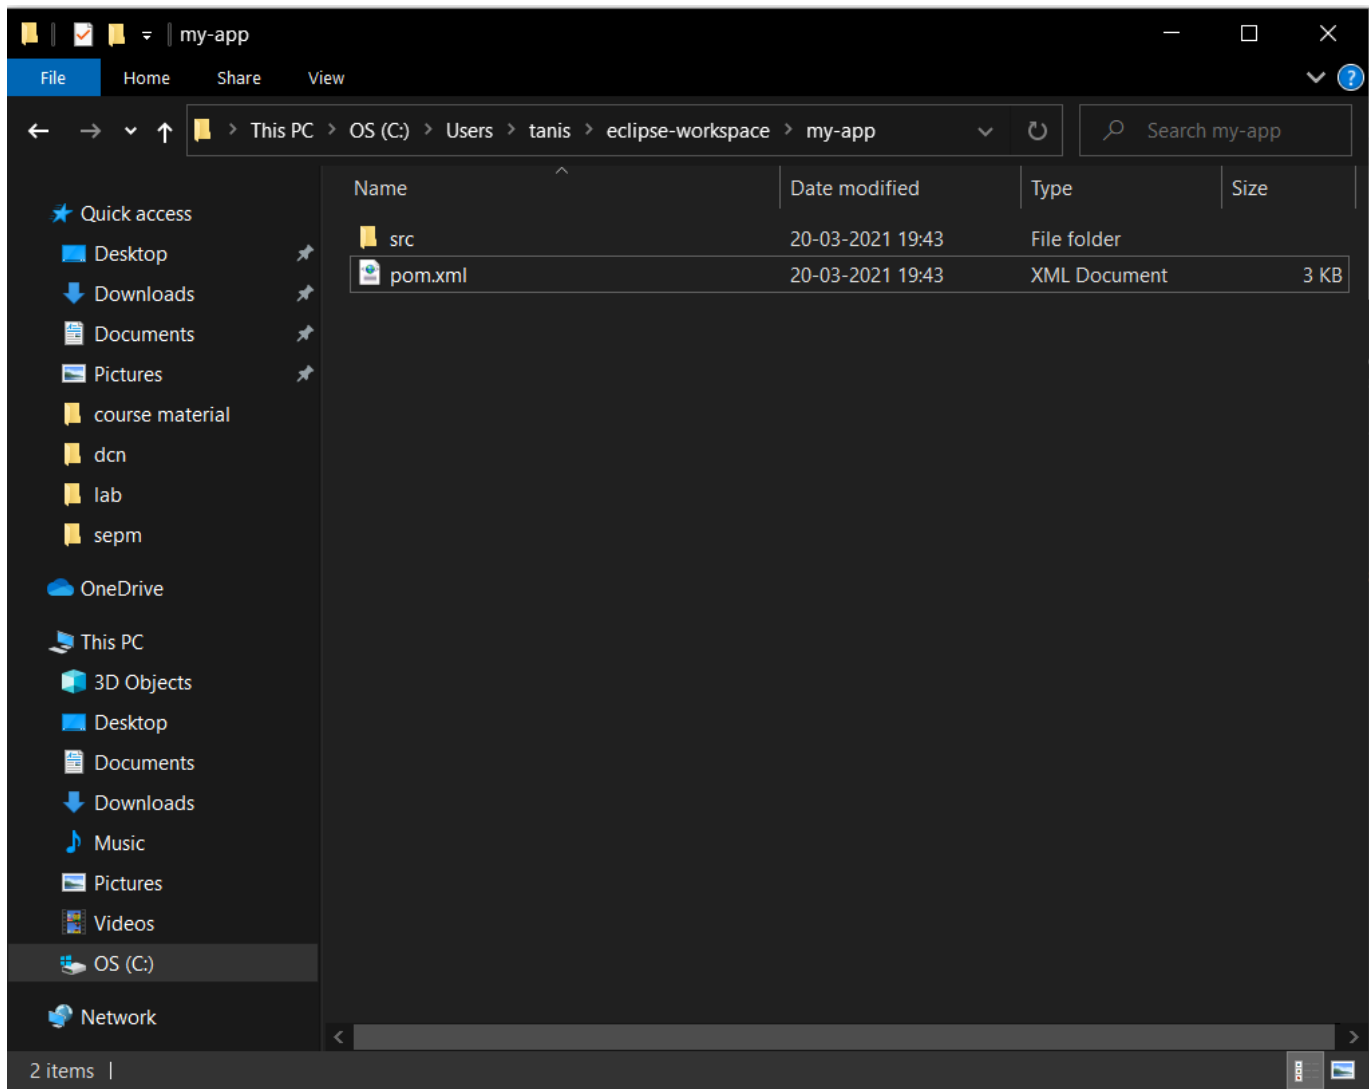 my-app
File Home Share View
?
This PC > OS (C:) > Users > tanis > eclipse-workspace > my-app
Search my-app
Name Date modified Type Size
src 20-03-2021 19:43 File folder
pom.xml 20-03-2021 19:43 XML Document 3 KB
Quick access
Desktop
Downloads
Documents
Pictures
course material
dcn
lab
sepm
OneDrive
This PC
3D Objects
Desktop
Documents
Downloads
Music
Pictures
Videos
OS (C:)
Network
2 items